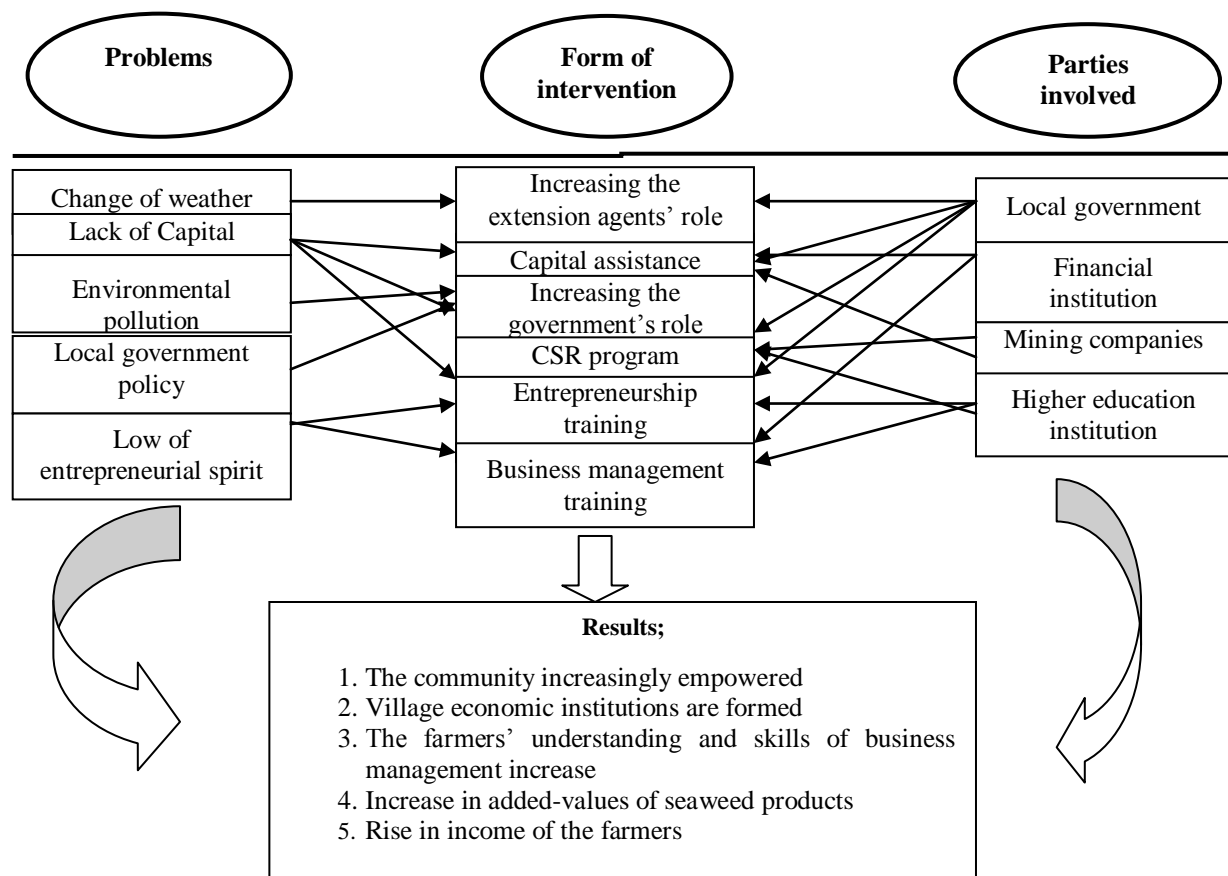 Problems
Form of
intervention
Parties
involved
Change of weather
Lack of Capital
Environmental
pollution
Local government
policy
Low of
entrepreneurial spirit
Increasing the
extension agents’ role
Capital assistance
Increasing the
government’s role
CSR program
Entrepreneurship
training
Business management
training
Local government
Financial
institution
Mining companies
Higher education
institution
Results;
1. The community increasingly empowered
2. Village economic institutions are formed
3. The farmers’ understanding and skills of business
management increase
4. Increase in added-values of seaweed products
5. Rise in income of the farmers